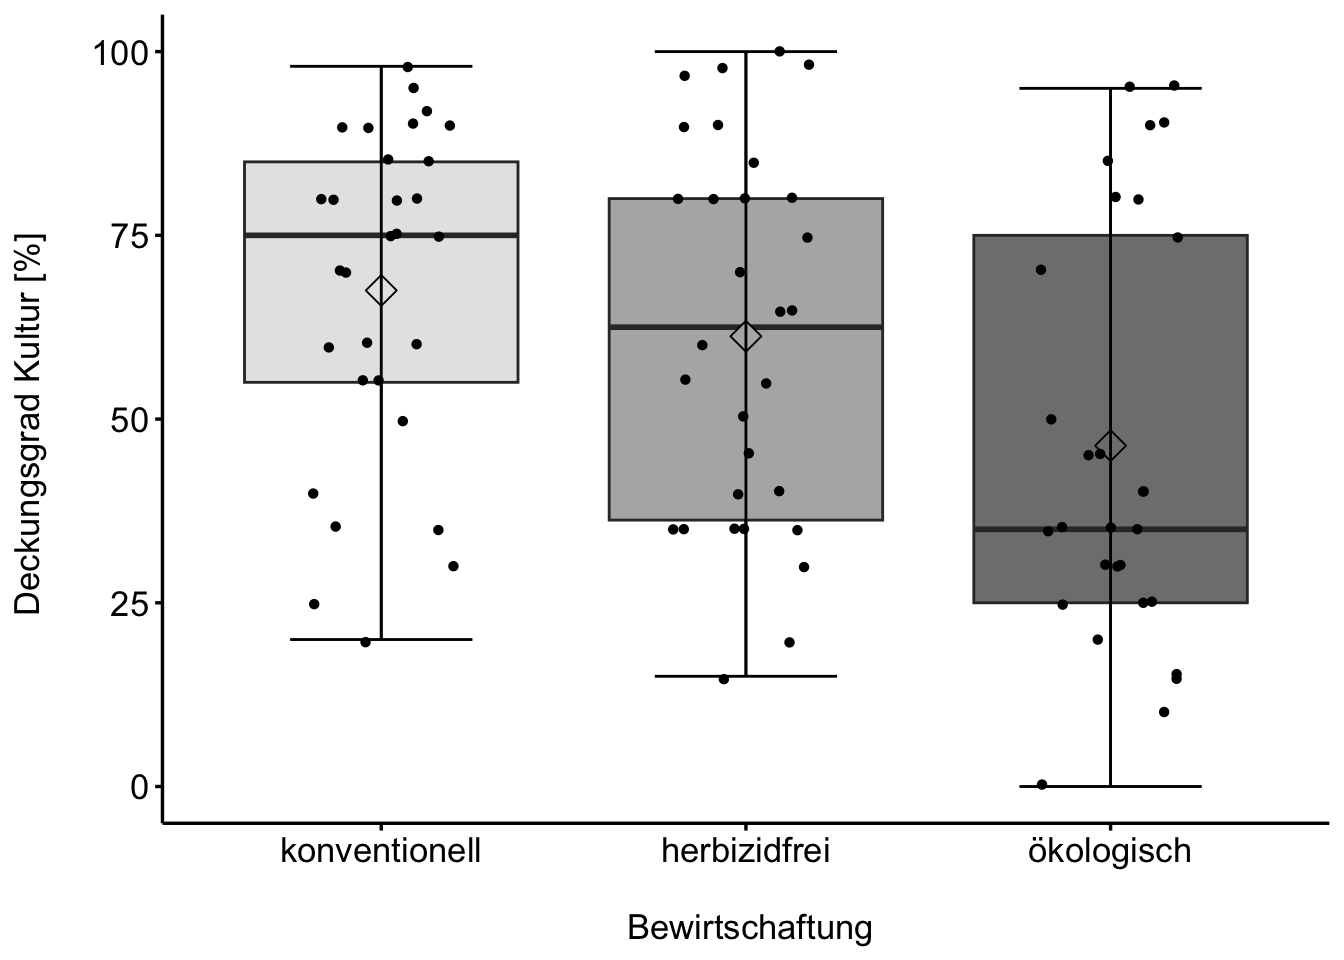 Deckungsgrad Kultur [%]
100
75
50
25
0
konventionell
herbizidfrei
ökologisch
Bewirtschaftung